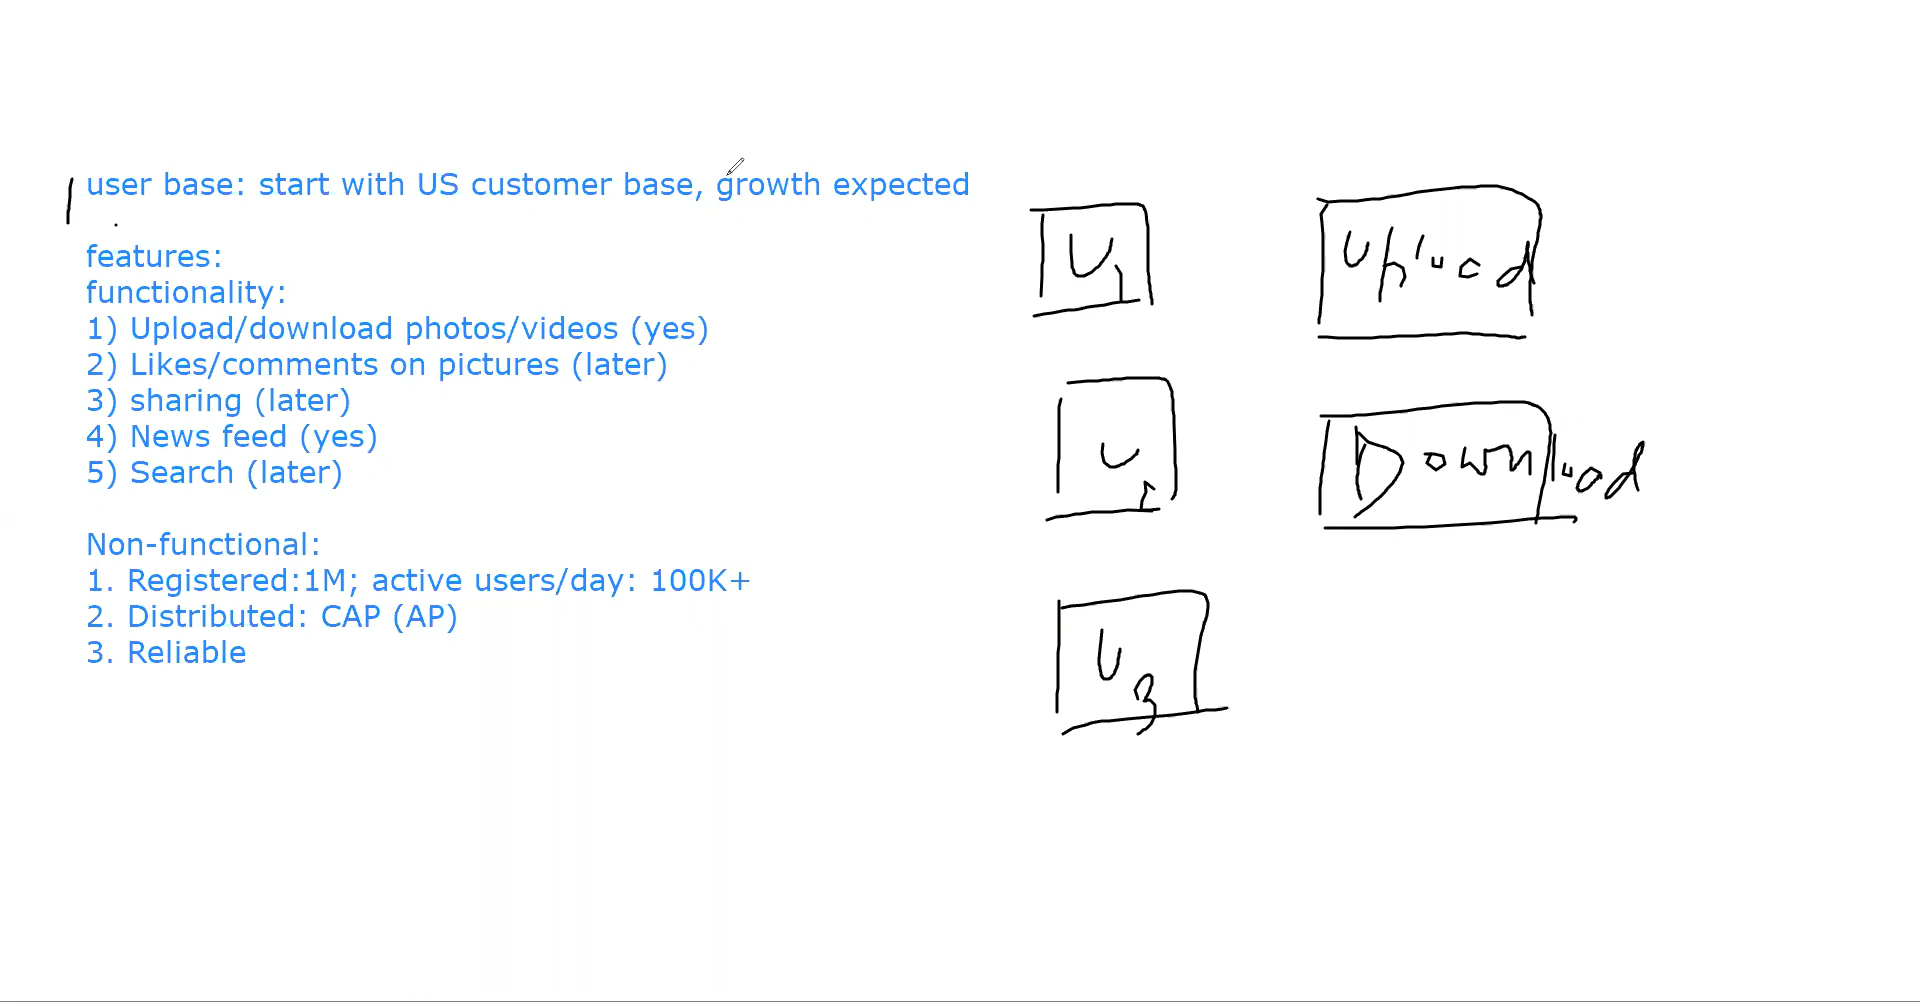 user base: start with US customer base, growth expected
features:
functionality:
1) Upload/download photos/videos (yes)
2) Likes/comments on pictures (later)
3) sharing (later)
4) News feed (yes)
5) Search (later)
Non-functional:
1. Registered:1M; active users/day: 100K+
2. Distributed: CAP (AP)
3. Reliable
U1
U2
U3
Upload
Download